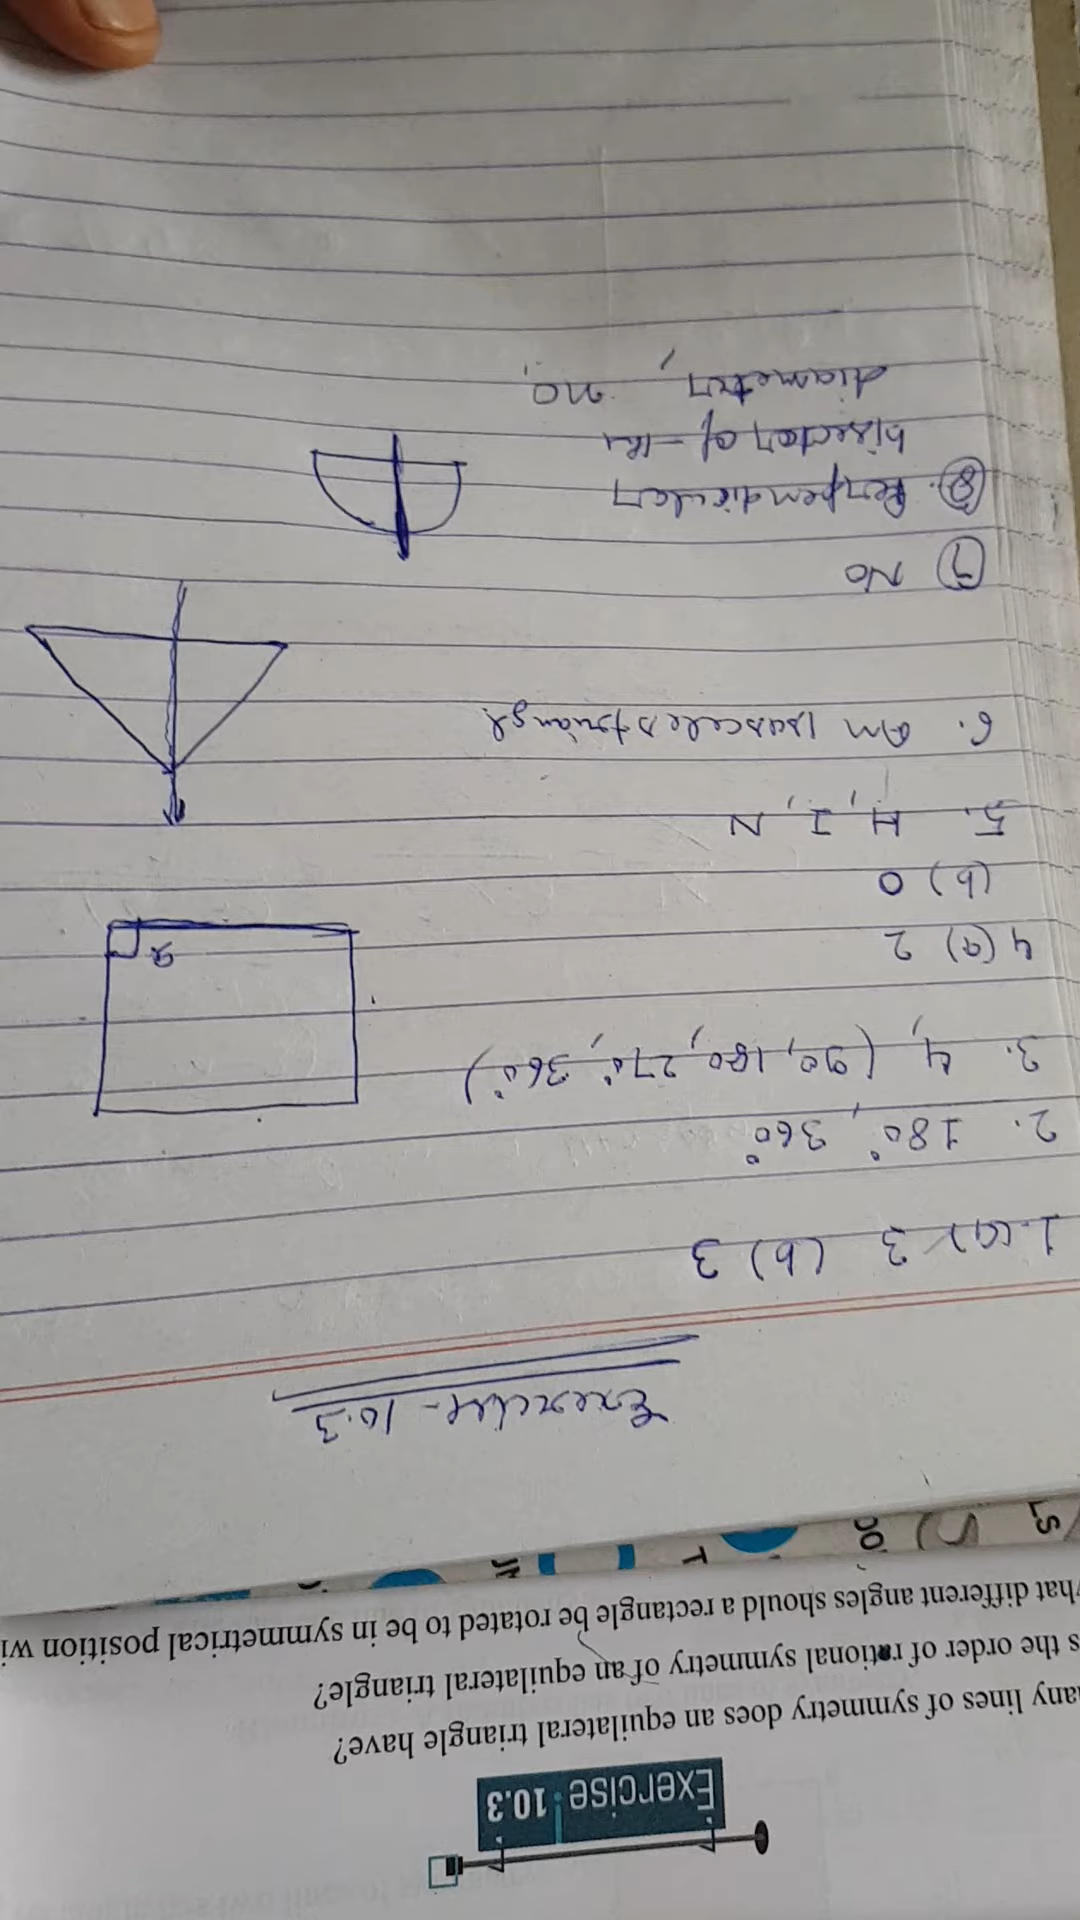 Exercise 10.3
any lines of symmetry does an equilateral triangle have?
s the order of rotional symmetry of an equilateral triangle?
hat different angles should a rectangle be rotated to be in symmetrical position wi
Exercise - 10.3
1. (a) 3 (b) 3
2. 180°, 360°
3. 4, (90, 180, 270°, 360°)
4 (a) 2
(b) 0
5. H, I, N
6. An Isosceles triangl
7 No
8. Perpendicular
bisector of the
diameter, no,